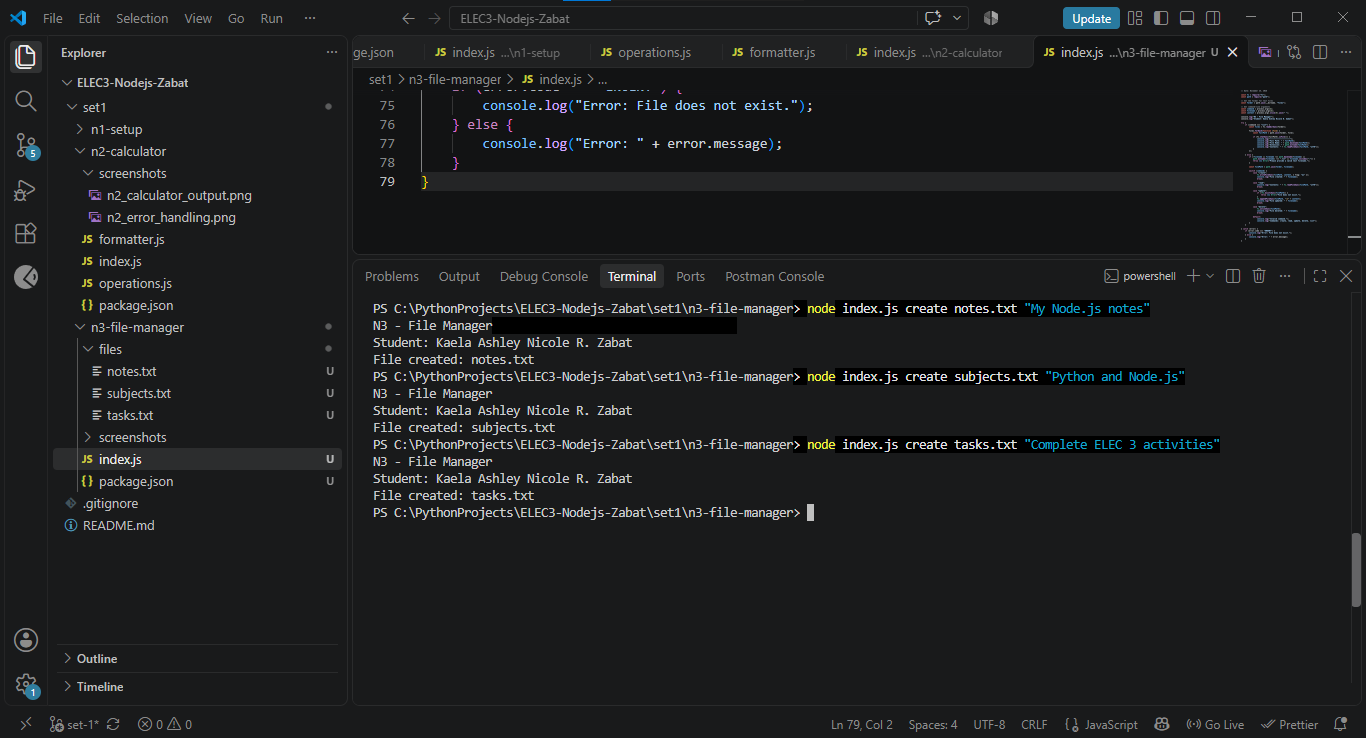 File Edit Selection View Go Run ···
ELEC3-Nodejs-Zabat
Update
Explorer
ge.json
JS index.js ...\n1-setup
JS operations.js
JS formatter.js
JS index.js ...\n2-calculator
JS index.js ...\n3-file-manager U
set1 > n3-file-manager > JS index.js > ...
ELEC3-Nodejs-Zabat
set1
n1-setup
n2-calculator
screenshots
n2_calculator_output.png
n2_error_handling.png
JS formatter.js
JS index.js
JS operations.js
{} package.json
n3-file-manager
files
notes.txt U
subjects.txt U
tasks.txt U
screenshots
JS index.js U
{} package.json U
.gitignore
README.md
Outline
Timeline
75 console.log("Error: File does not exist.");
76 } else {
77 console.log("Error: " + error.message);
78 }
79 }
Problems Output Debug Console Terminal Ports Postman Console
powershell
PS C:\PythonProjects\ELEC3-Nodejs-Zabat\set1\n3-file-manager> node index.js create notes.txt "My Node.js notes"
N3 - File Manager
Student: Kaela Ashley Nicole R. Zabat
File created: notes.txt
PS C:\PythonProjects\ELEC3-Nodejs-Zabat\set1\n3-file-manager> node index.js create subjects.txt "Python and Node.js"
N3 - File Manager
Student: Kaela Ashley Nicole R. Zabat
File created: subjects.txt
PS C:\PythonProjects\ELEC3-Nodejs-Zabat\set1\n3-file-manager> node index.js create tasks.txt "Complete ELEC 3 activities"
N3 - File Manager
Student: Kaela Ashley Nicole R. Zabat
File created: tasks.txt
PS C:\PythonProjects\ELEC3-Nodejs-Zabat\set1\n3-file-manager>
5
1
set-1* 0 0
Ln 79, Col 2 Spaces: 4 UTF-8 CRLF {} JavaScript Go Live Prettier